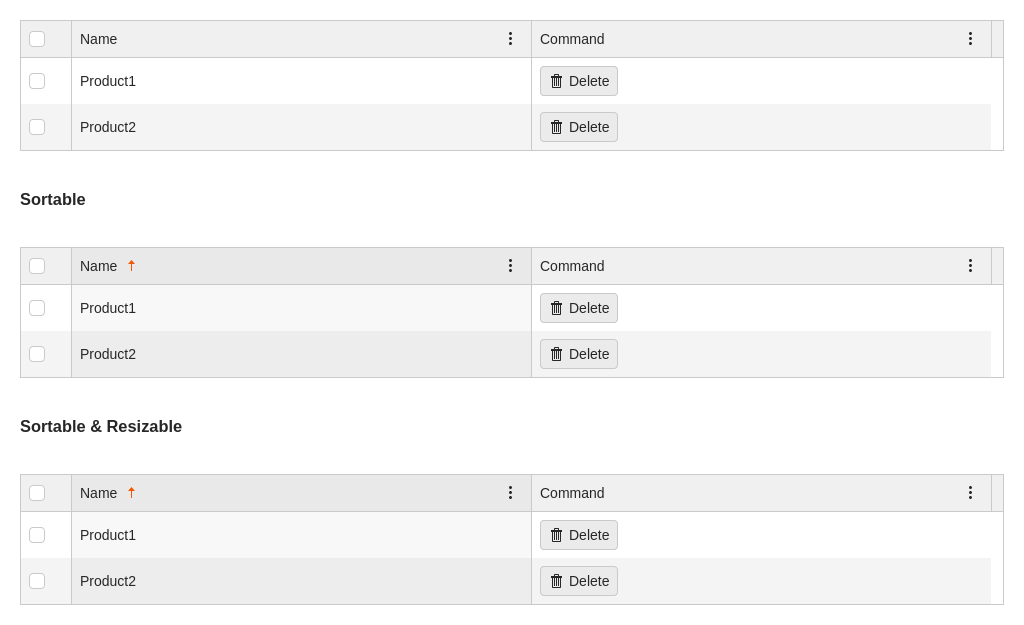 Name Command
Product1 Delete
Product2 Delete
Sortable
Name Command
Product1 Delete
Product2 Delete
Sortable & Resizable
Name Command
Product1 Delete
Product2 Delete